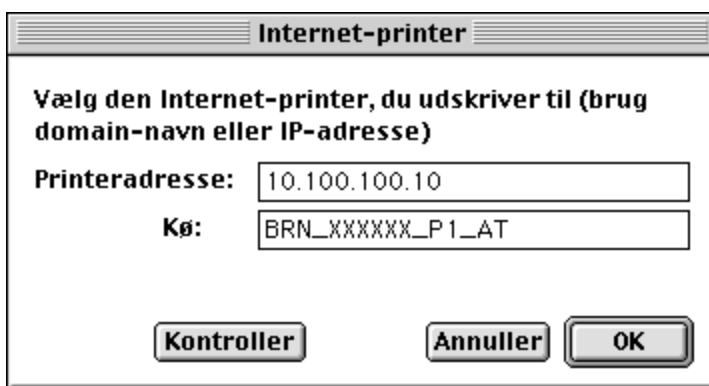 Internet-printer
Vælg den Internet-printer, du udskriver til (brug
domain-navn eller IP-adresse)
Printeradresse: 10.100.100.10
Kø: BRN_XXXXXX_P1_AT
Kontroller Annuller OK